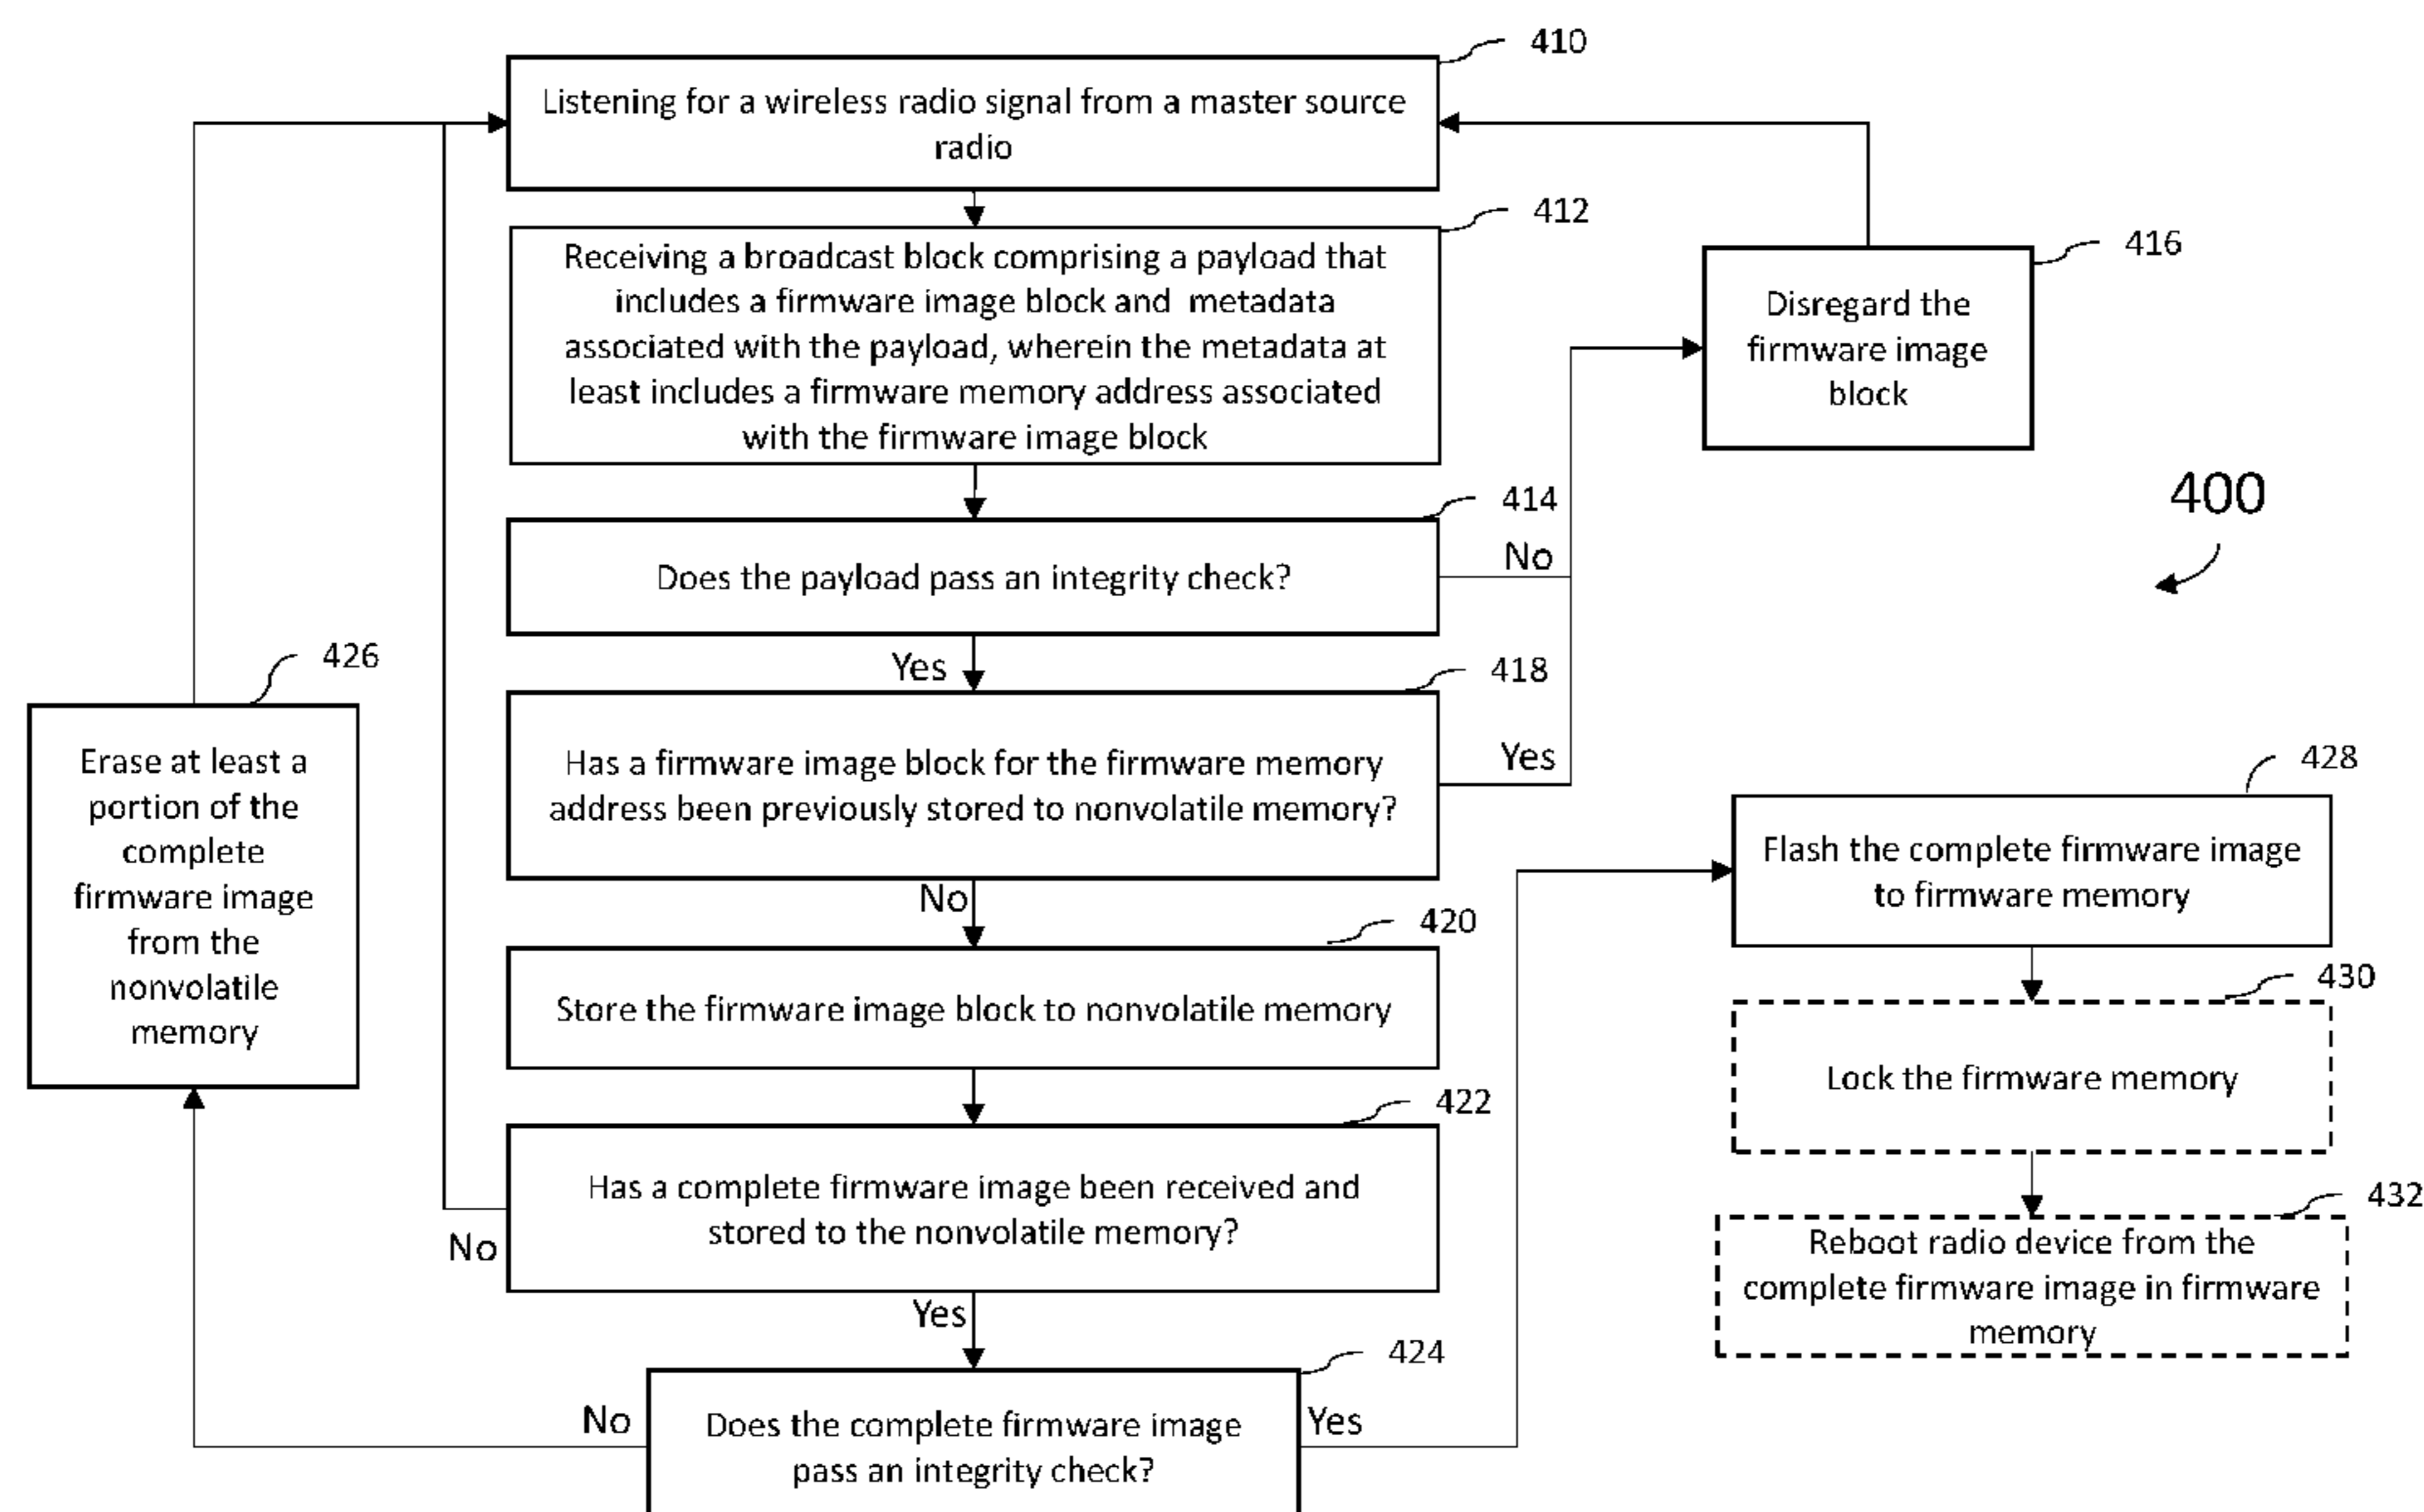 410
Listening for a wireless radio signal from a master source
radio
412
Receiving a broadcast block comprising a payload that
includes a firmware image block and metadata
associated with the payload, wherein the metadata at
least includes a firmware memory address associated
with the firmware image block
416
Disregard the
firmware image
block
400
414
Does the payload pass an integrity check?
No
Yes
418
Has a firmware image block for the firmware memory
address been previously stored to nonvolatile memory?
Yes
No
426
Erase at least a
portion of the
complete
firmware image
from the
nonvolatile
memory
420
Store the firmware image block to nonvolatile memory
422
Has a complete firmware image been received and
stored to the nonvolatile memory?
No
Yes
424
Does the complete firmware image
pass an integrity check?
No
Yes
428
Flash the complete firmware image
to firmware memory
430
Lock the firmware memory
432
Reboot radio device from the
complete firmware image in firmware
memory